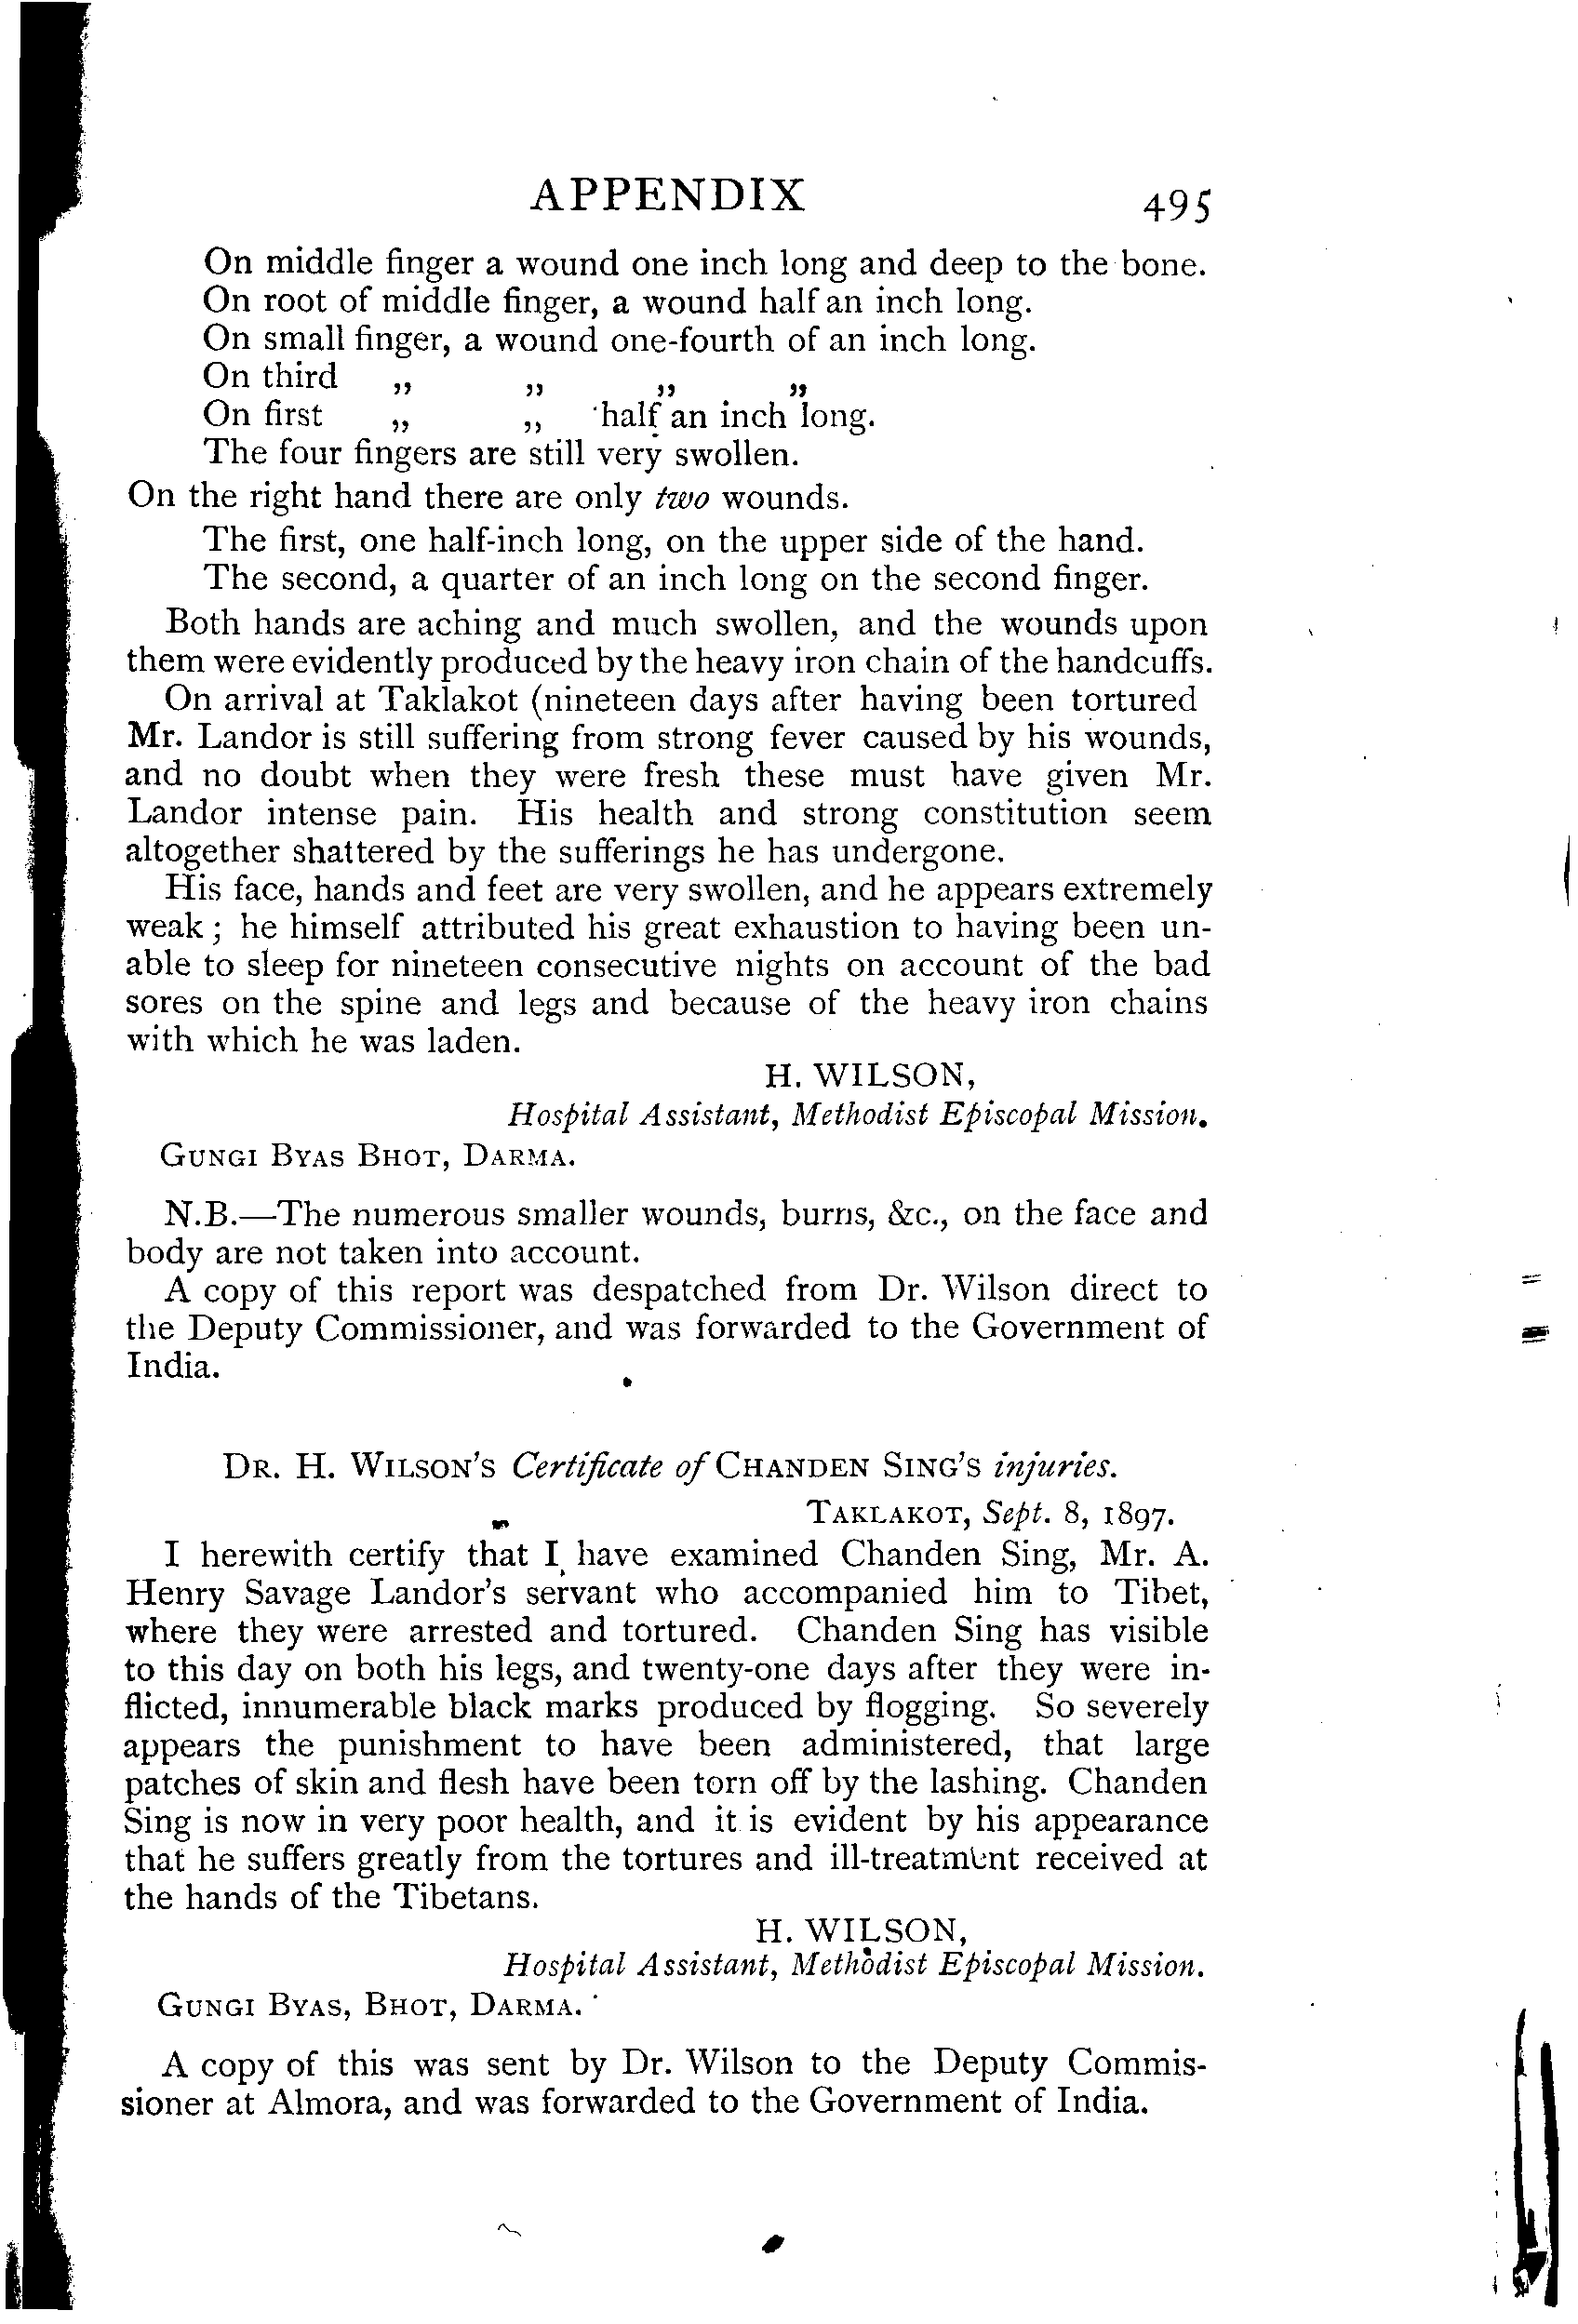 APPENDIX 495
On middle finger a wound one inch long and deep to the bone.
On root of middle finger, a wound half an inch long.
On small finger, a wound one-fourth of an inch long.
On third „ „ „ „
On first „ „ half an inch long.
The four fingers are still very swollen.
On the right hand there are only two wounds.
The first, one half-inch long, on the upper side of the hand.
The second, a quarter of an inch long on the second finger.
Both hands are aching and much swollen, and the wounds upon
them were evidently produced by the heavy iron chain of the handcuffs.
On arrival at Taklakot (nineteen days after having been tortured
Mr. Landor is still suffering from strong fever caused by his wounds,
and no doubt when they were fresh these must have given Mr.
Landor intense pain. His health and strong constitution seem
altogether shattered by the sufferings he has undergone.
His face, hands and feet are very swollen, and he appears extremely
weak; he himself attributed his great exhaustion to having been un-
able to sleep for nineteen consecutive nights on account of the bad
sores on the spine and legs and because of the heavy iron chains
with which he was laden.
H. WILSON,
Hospital Assistant, Methodist Episcopal Mission.
GUNGI BYAS BHOT, DARMA.
N.B.—The numerous smaller wounds, burns, &c., on the face and
body are not taken into account.
A copy of this report was despatched from Dr. Wilson direct to
the Deputy Commissioner, and was forwarded to the Government of
India.
DR. H. WILSON'S Certificate of CHANDEN SING'S injuries.
TAKLAKOT, Sept. 8, 1897.
I herewith certify that I have examined Chanden Sing, Mr. A.
Henry Savage Landor's servant who accompanied him to Tibet,
where they were arrested and tortured. Chanden Sing has visible
to this day on both his legs, and twenty-one days after they were in-
flicted, innumerable black marks produced by flogging. So severely
appears the punishment to have been administered, that large
patches of skin and flesh have been torn off by the lashing. Chanden
Sing is now in very poor health, and it is evident by his appearance
that he suffers greatly from the tortures and ill-treatment received at
the hands of the Tibetans.
H. WILSON,
Hospital Assistant, Methodist Episcopal Mission.
GUNGI BYAS, BHOT, DARMA.
A copy of this was sent by Dr. Wilson to the Deputy Commis-
sioner at Almora, and was forwarded to the Government of India.